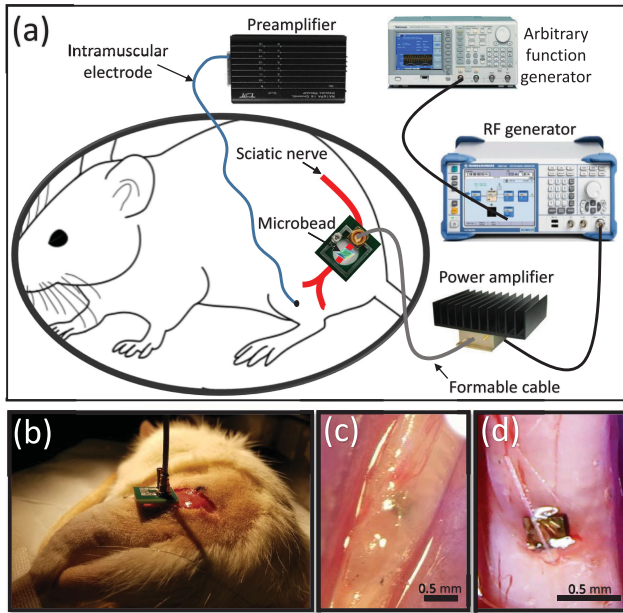 (a)
Preamplifier
Intramuscular
electrode
Arbitrary
function
generator
RF generator
Sciatic nerve
Microbead
Power amplifier
Formable cable
(b)
(c)
0.5 mm
(d)
0.5 mm